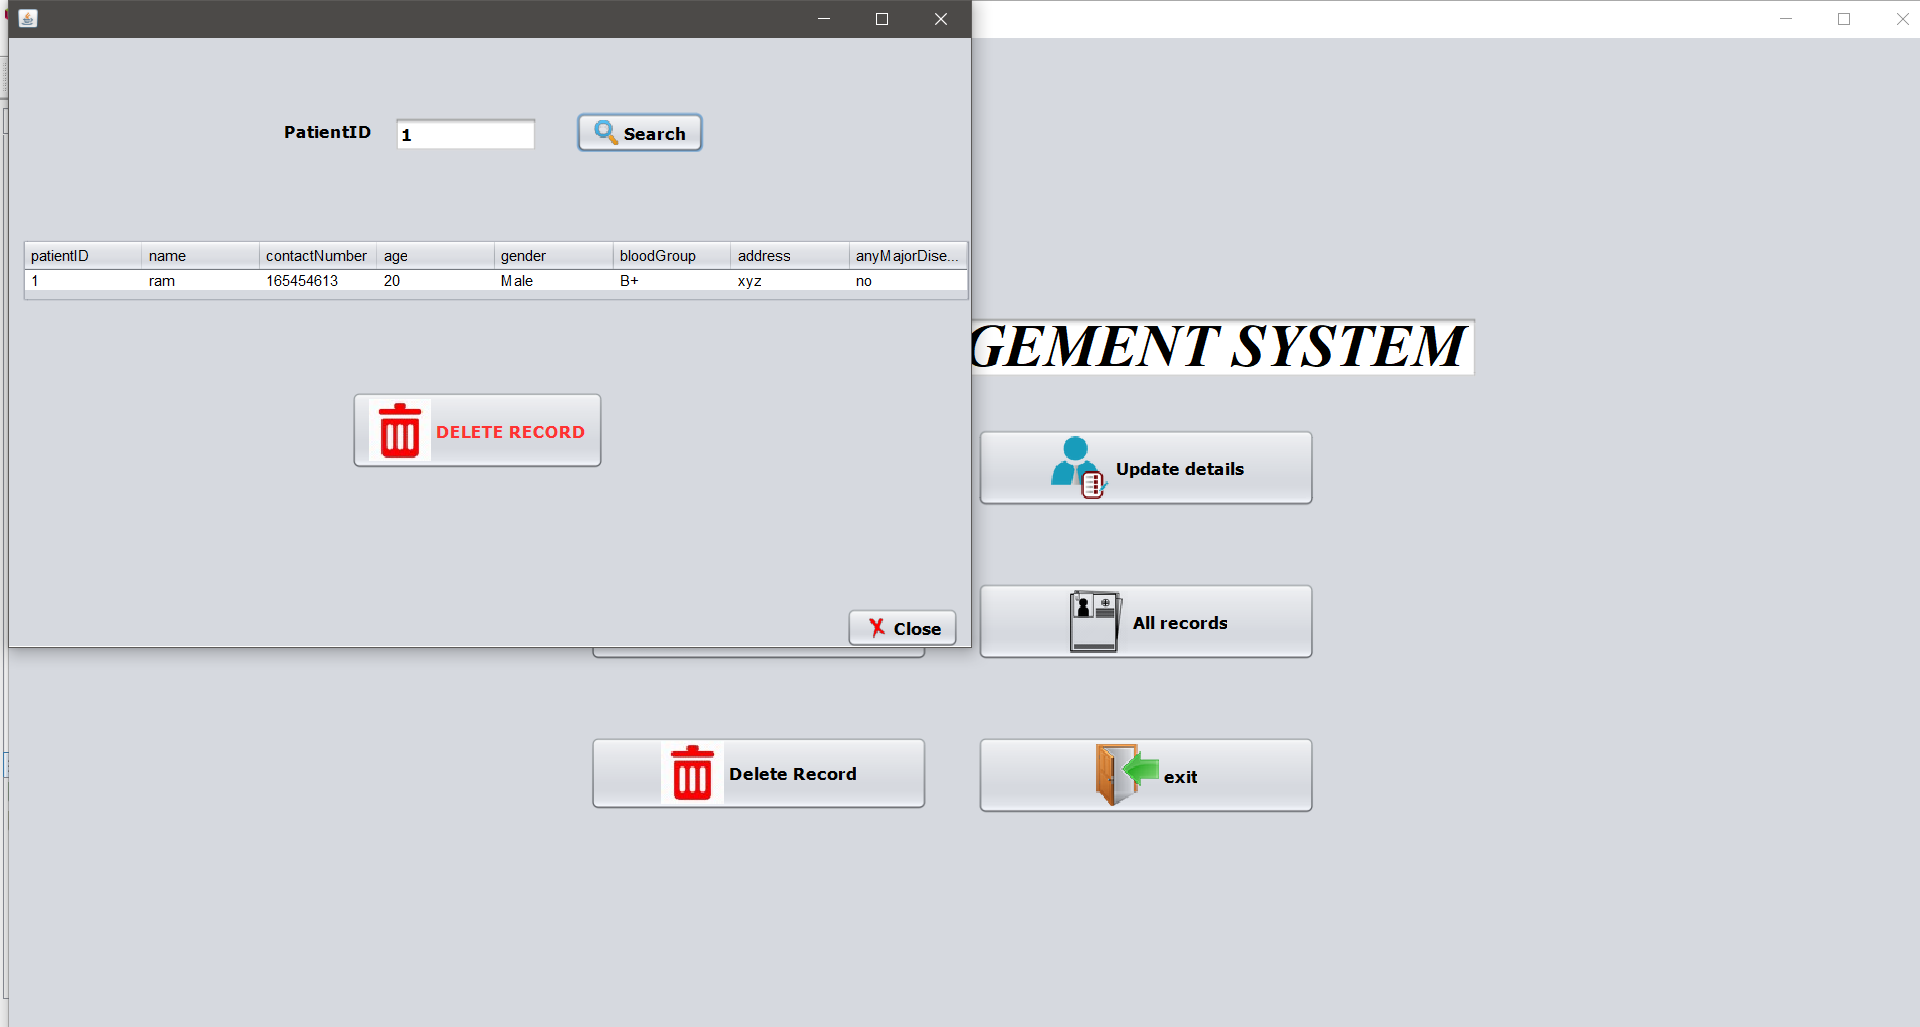 PatientID 1 Search
patientID name contactNumber age gender bloodGroup address anyMajorDise...
1 ram 165454613 20 Male B+ xyz no
GEMENT SYSTEM
DELETE RECORD
Update details
All records
Close
Delete Record
exit